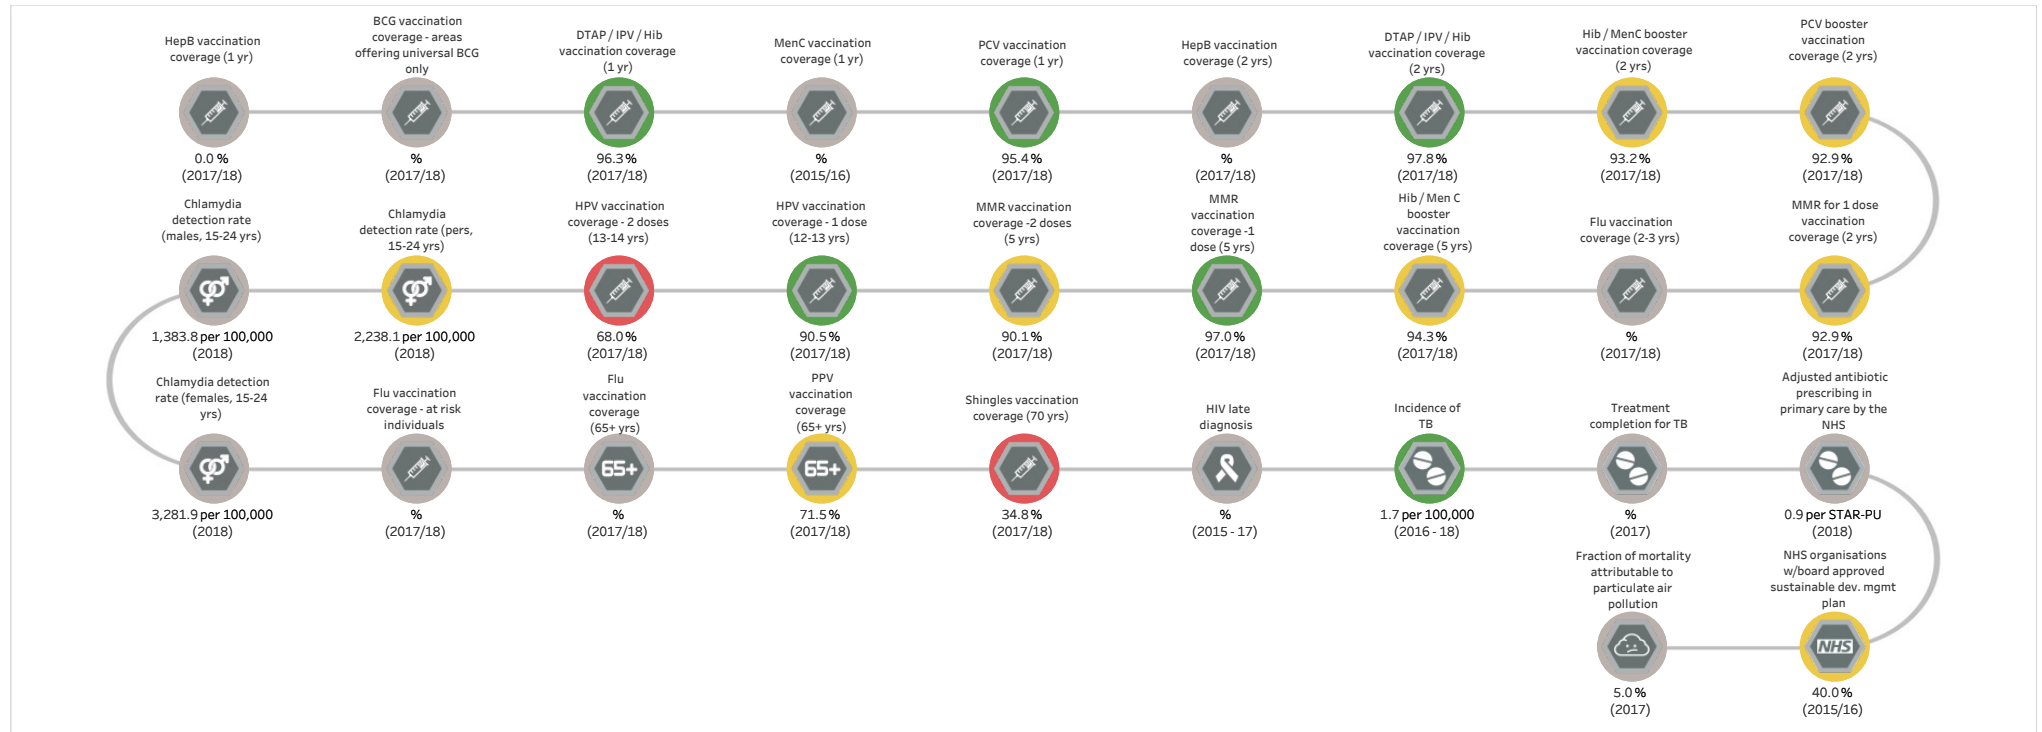 HepB vaccination
coverage (1 yr)
0.0 %
(2017/18)
BCG vaccination
coverage - areas
offering universal BCG
only
%
(2017/18)
DTAP / IPV / Hib
vaccination coverage
(1 yr)
96.3 %
(2017/18)
MenC vaccination
coverage (1 yr)
%
(2015/16)
PCV vaccination
coverage (1 yr)
95.4 %
(2017/18)
HepB vaccination
coverage (2 yrs)
%
(2017/18)
DTAP / IPV / Hib
vaccination coverage
(2 yrs)
97.8 %
(2017/18)
Hib / MenC booster
vaccination coverage
(2 yrs)
93.2 %
(2017/18)
PCV booster
vaccination
coverage (2 yrs)
92.9 %
(2017/18)
Chlamydia
detection rate
(males, 15-24 yrs)
1,383.8 per 100,000
(2018)
Chlamydia
detection rate (pers,
15-24 yrs)
2,238.1 per 100,000
(2018)
HPV vaccination
coverage - 2 doses
(13-14 yrs)
68.0 %
(2017/18)
HPV vaccination
coverage - 1 dose
(12-13 yrs)
90.5 %
(2017/18)
MMR vaccination
coverage -2 doses
(5 yrs)
90.1 %
(2017/18)
MMR
vaccination
coverage -1
dose (5 yrs)
97.0 %
(2017/18)
Hib / Men C
booster
vaccination
coverage (5 yrs)
94.3 %
(2017/18)
Flu vaccination
coverage (2-3 yrs)
%
(2017/18)
MMR for 1 dose
vaccination
coverage (2 yrs)
92.9 %
(2017/18)
Chlamydia detection
rate (females, 15-24
yrs)
3,281.9 per 100,000
(2018)
Flu vaccination
coverage - at risk
individuals
%
(2017/18)
Flu
vaccination
coverage
(65+ yrs)
65+
%
(2017/18)
PPV
vaccination
coverage
(65+ yrs)
65+
71.5 %
(2017/18)
Shingles vaccination
coverage (70 yrs)
34.8 %
(2017/18)
HIV late
diagnosis
%
(2015 - 17)
Incidence of
TB
1.7 per 100,000
(2016 - 18)
Treatment
completion for TB
%
(2017)
Adjusted antibiotic
prescribing in
primary care by the
NHS
0.9 per STAR-PU
(2018)
Fraction of mortality
attributable to
particulate air
pollution
5.0 %
(2017)
NHS organisations
w/board approved
sustainable dev. mgmt
plan
NHS
40.0 %
(2015/16)